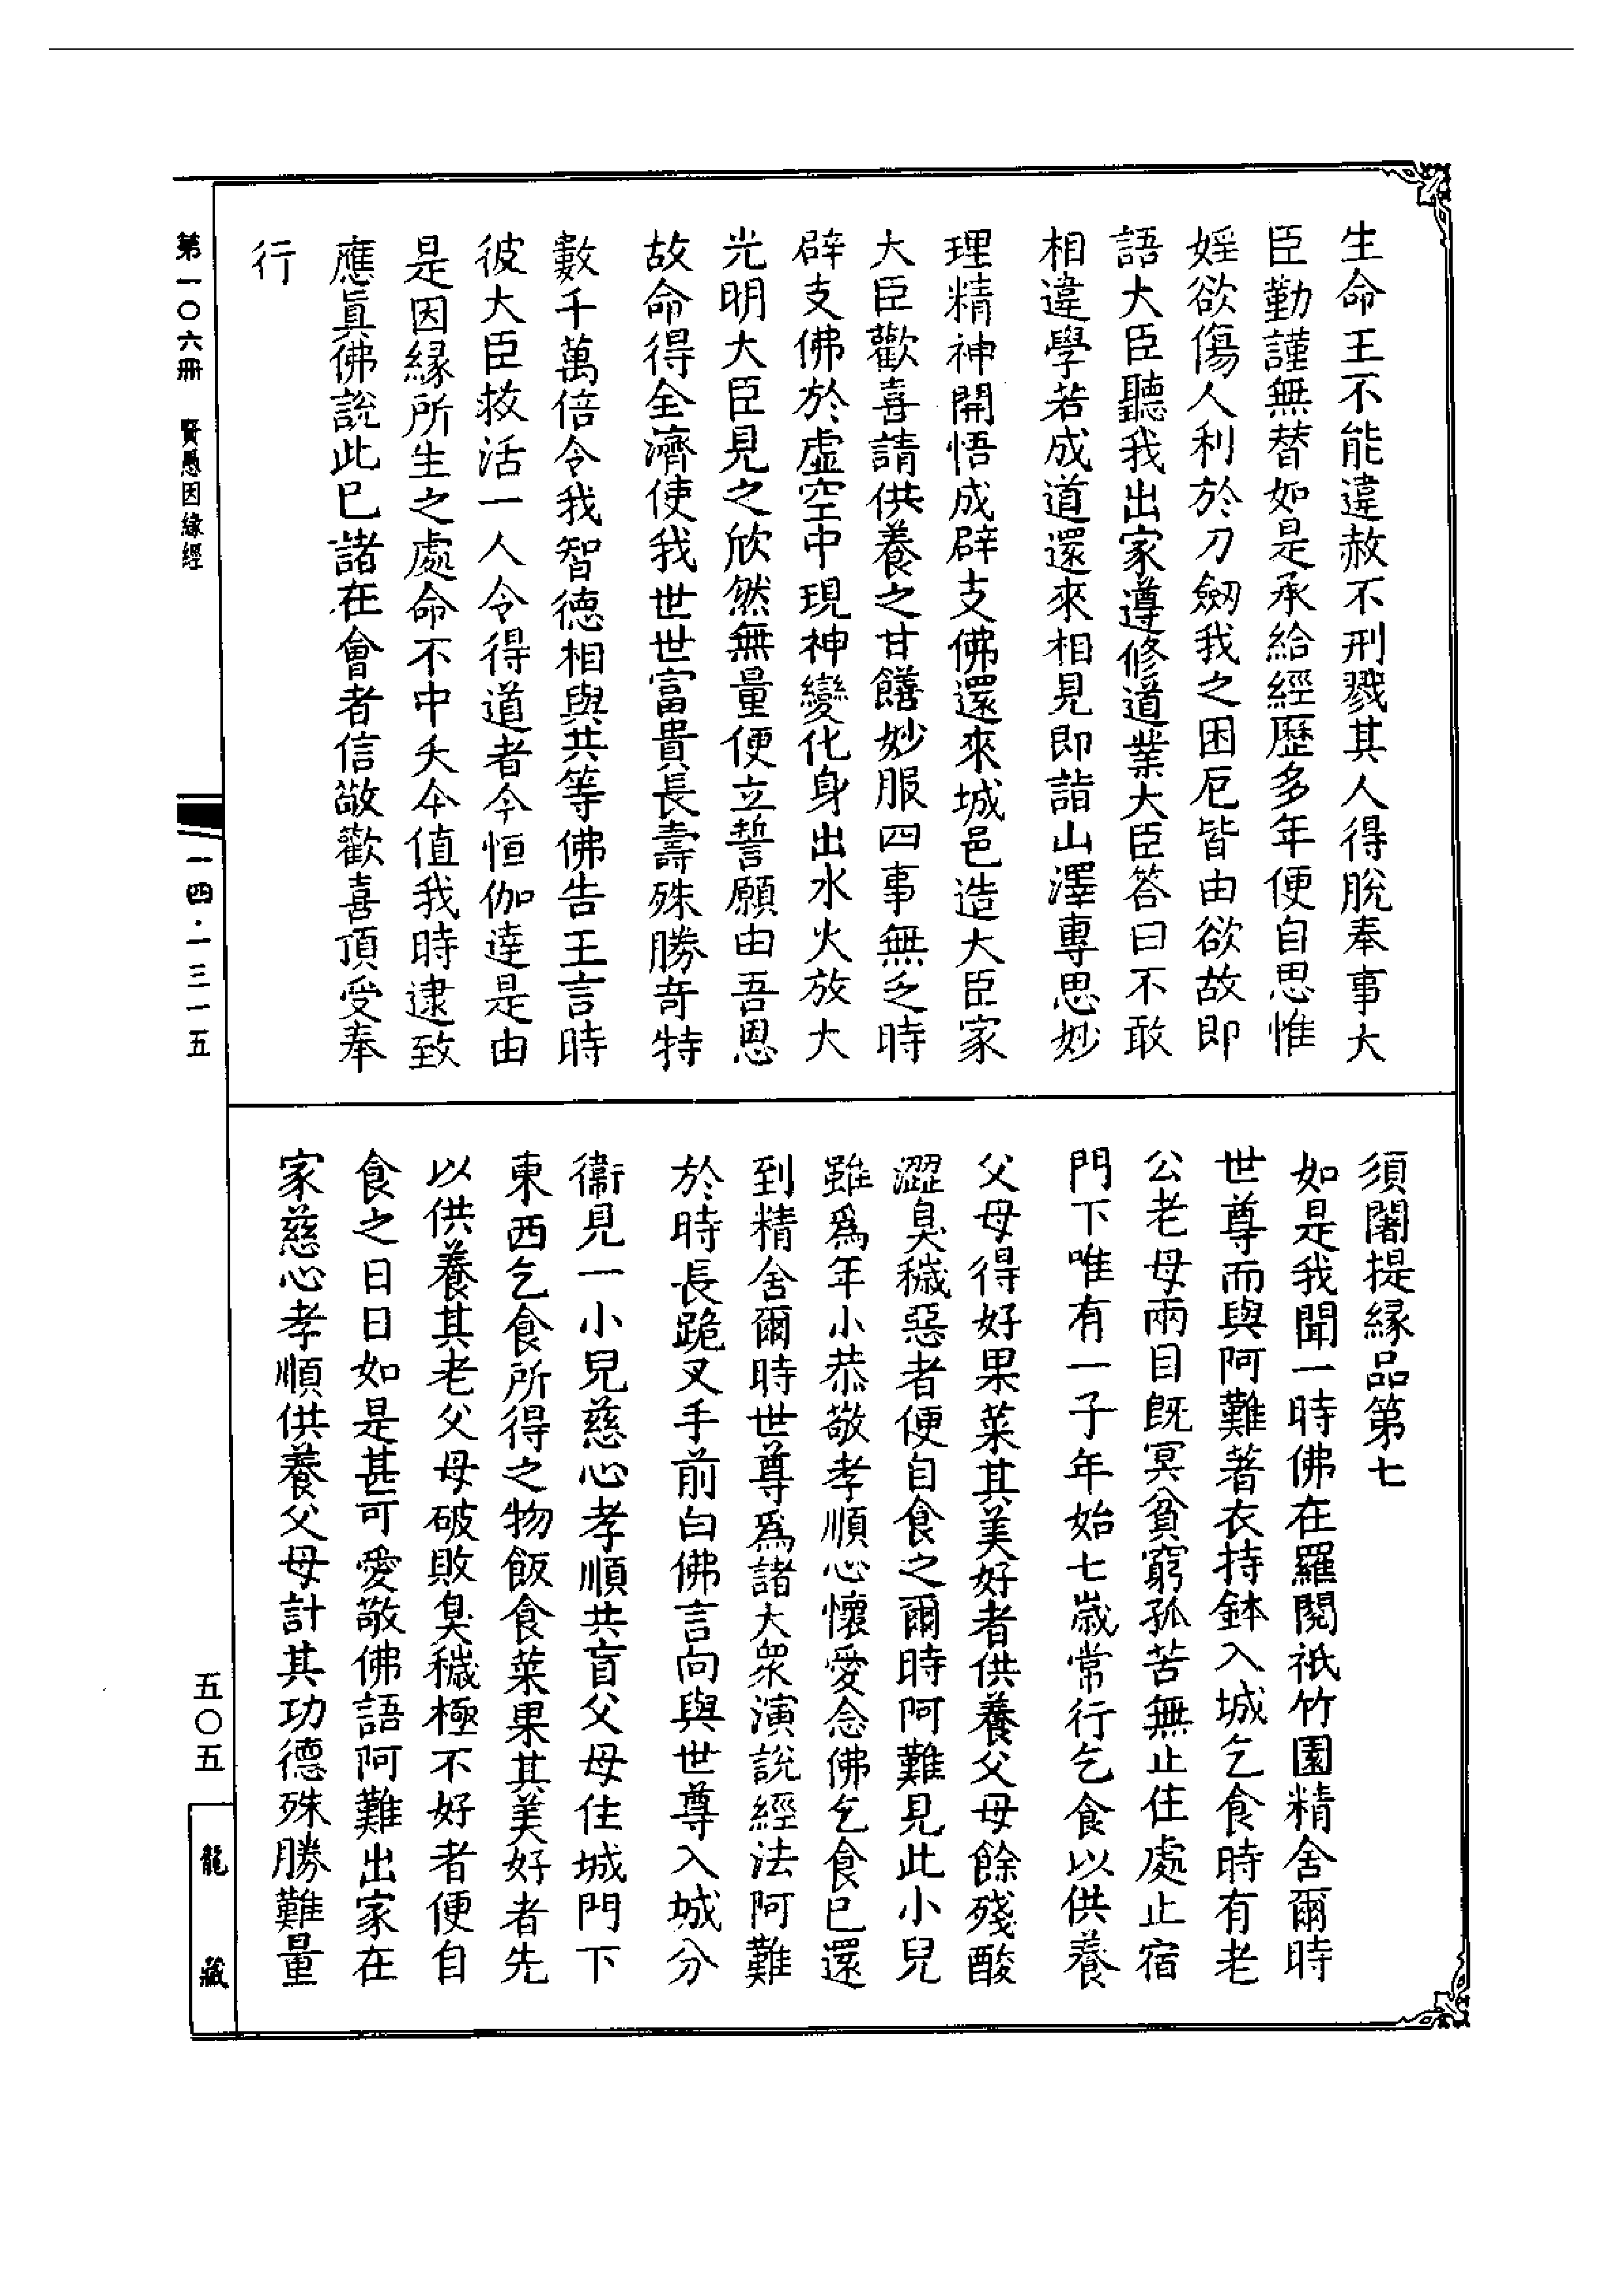 生命王不能違赦不刑戮其人得脫奉事大
臣勤謹無替如是承給經歷多年便自思惟
婬欲傷人利於刀劒我之困厄皆由欲故即
語大臣聽我出家遵修道業大臣答曰不敢
相違學若成道還來相見即詣山澤專思妙
理精神開悟成辟支佛還來城邑造大臣家
大臣歡喜請供養之甘饍妙服四事無乏時
辟支佛於虛空中現神變化身出水火放大
光明大臣見之欣然無量便立誓願由吾恩
故命得全濟使我世世富貴長壽殊勝奇特
數千萬倍令我智德相與共等佛告王言時
彼大臣救活一人令得道者今恒伽達是由
是因緣所生之處命不中夭今值我時逮致
應眞佛說此已諸在會者信敬歡喜頂受奉
行
須闍提緣品第七
如是我聞一時佛在羅閱祇竹園精舍爾時
世尊而與阿難著衣持鉢入城乞食時有老
公老母兩目既冥貧窮孤苦無止住處止宿
門下唯有一子年始七歲常行乞食以供養
父母得好果菜其美好者供養父母餘殘酸
澀臭穢惡者便自食之爾時阿難見此小兒
雖爲年小恭敬孝順心懷愛念佛乞食已還
到精舍爾時世尊爲諸大衆演說經法阿難
於時長跪叉手前白佛言向與世尊入城分
衞見一小兒慈心孝順共盲父母住城門下
東西乞食所得之物飯食菜果其美好者先
以供養其老父母破敗臭穢極不好者便自
食之日日如是甚可愛敬佛語阿難出家在
家慈心孝順供養父母計其功德殊勝難量
第一〇六冊 賢愚因緣經
一四·一三一五
五〇五
龍藏